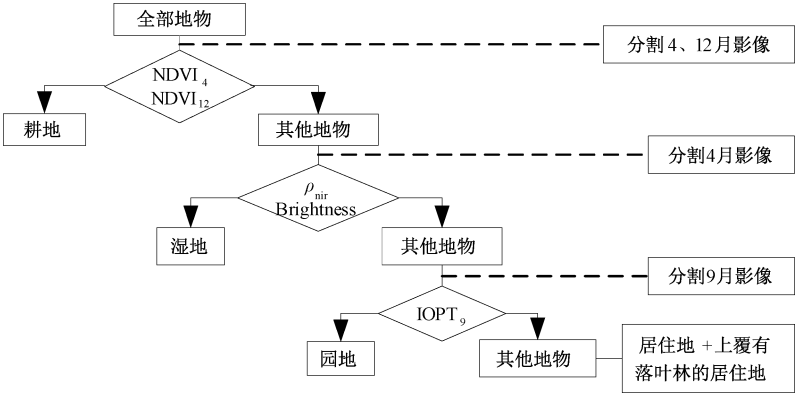 全部地物
分割4、12月影像
NDVI4
NDVI12
耕地
其他地物
分割4月影像
ρnir
Brightness
湿地
其他地物
分割9月影像
IOPT9
园地
其他地物
居住地+上覆有
落叶林的居住地